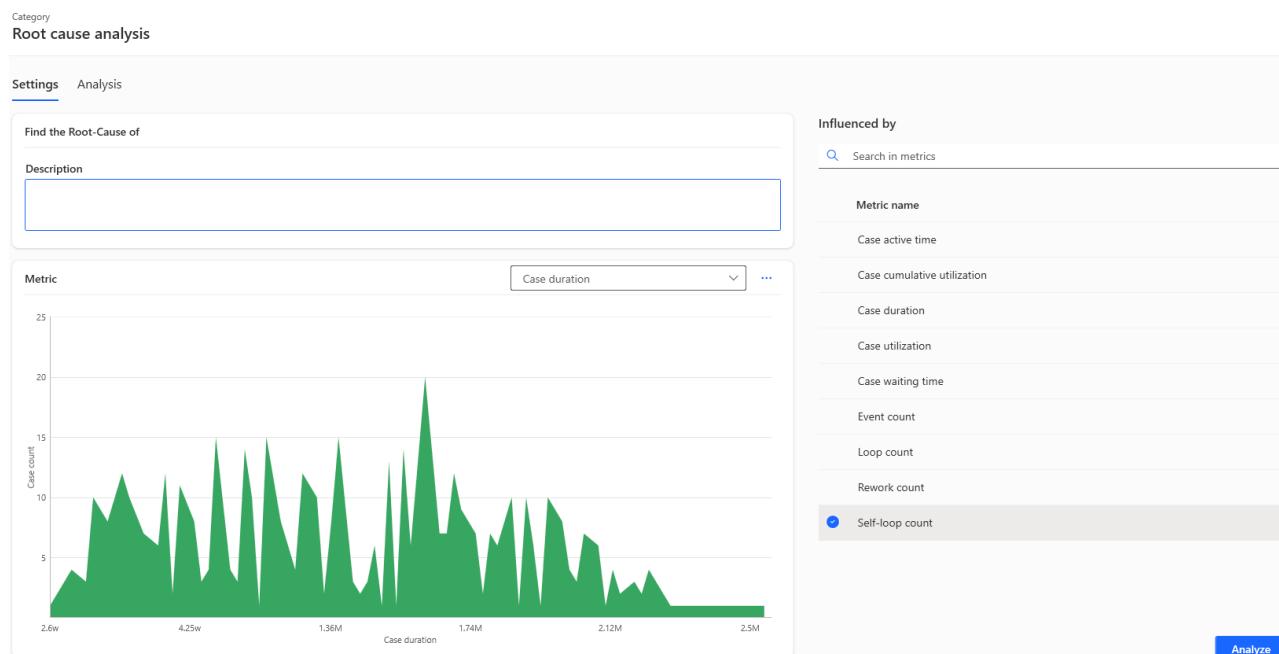 Category
Root cause analysis
Settings
Analysis
Find the Root-Cause of
Description
Metric
Case duration
25
20
15
10
5
Case count
2.6w
4.25w
1.36M
1.74M
2.12M
2.5M
Case duration
Influenced by
Search in metrics
Metric name
Case active time
Case cumulative utilization
Case duration
Case utilization
Case waiting time
Event count
Loop count
Rework count
Self-loop count
Analyze